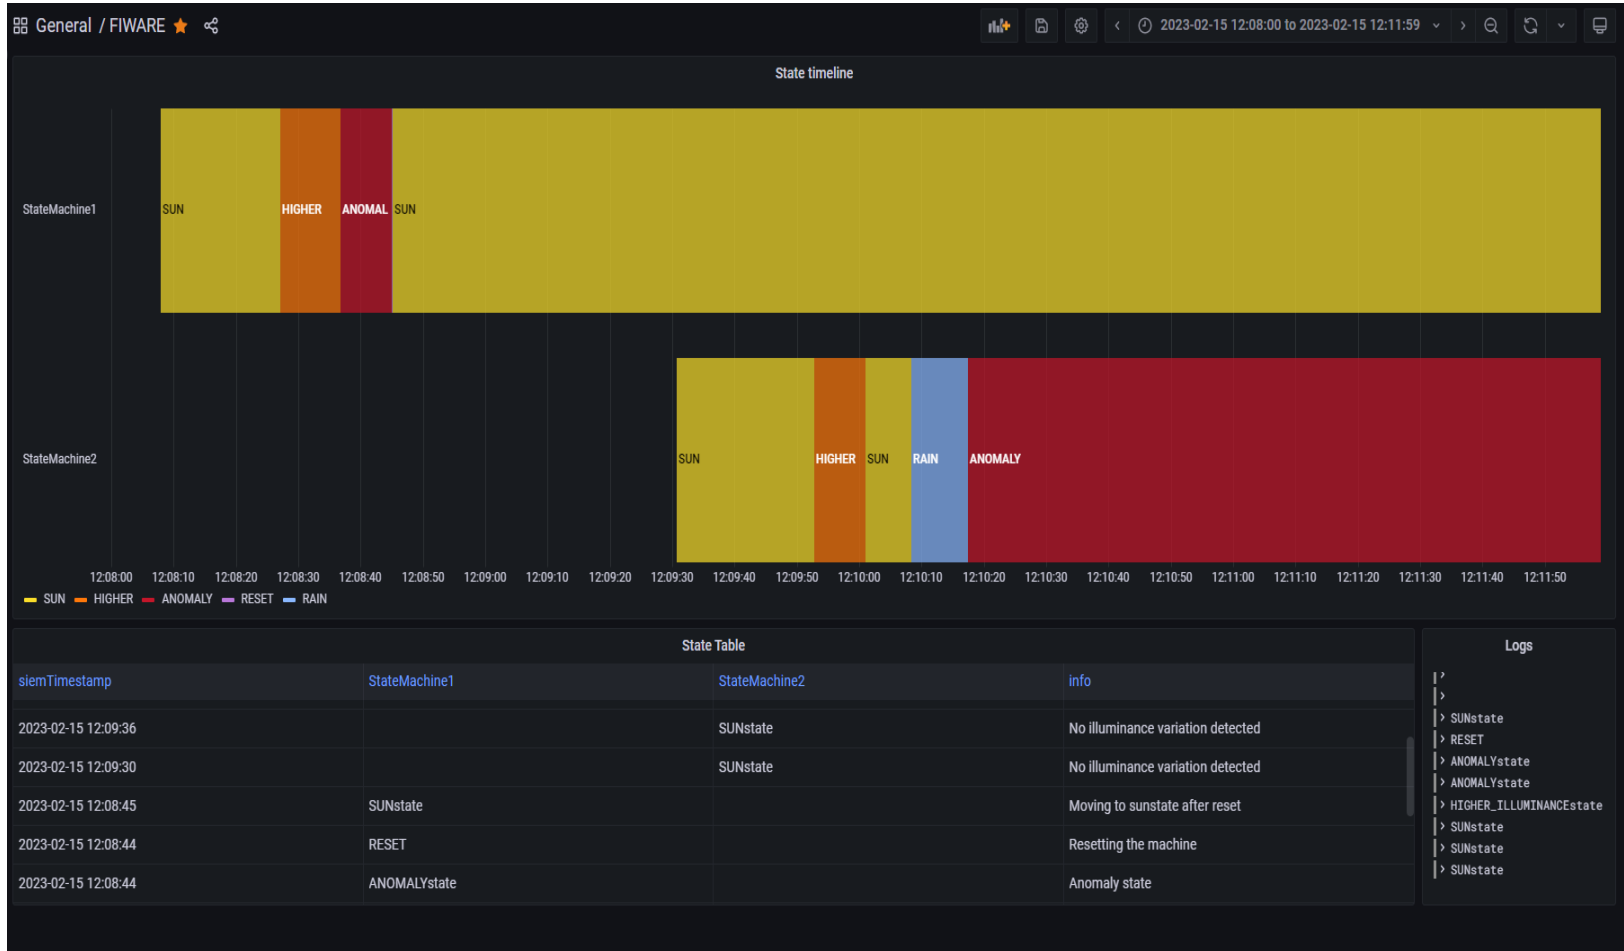 General / FIWARE
2023-02-15 12:08:00 to 2023-02-15 12:11:59
State timeline
StateMachine1
SUN HIGHER ANOMAL SUN
StateMachine2
SUN HIGHER SUN RAIN ANOMALY
12:08:00 12:08:10 12:08:20 12:08:30 12:08:40 12:08:50 12:09:00 12:09:10 12:09:20 12:09:30 12:09:40 12:09:50 12:10:00 12:10:10 12:10:20 12:10:30 12:10:40 12:10:50 12:11:00 12:11:10 12:11:20 12:11:30 12:11:40 12:11:50
SUN HIGHER ANOMALY RESET RAIN
State Table
siemTimestamp StateMachine1 StateMachine2 info
2023-02-15 12:09:36 SUNstate No illuminance variation detected
2023-02-15 12:09:30 SUNstate No illuminance variation detected
2023-02-15 12:08:45 SUNstate Moving to sunstate after reset
2023-02-15 12:08:44 RESET Resetting the machine
2023-02-15 12:08:44 ANOMALYstate Anomaly state
Logs
SUNstate
RESET
ANOMALYstate
ANOMALYstate
HIGHER_ILLUMINANCEstate
SUNstate
SUNstate
SUNstate